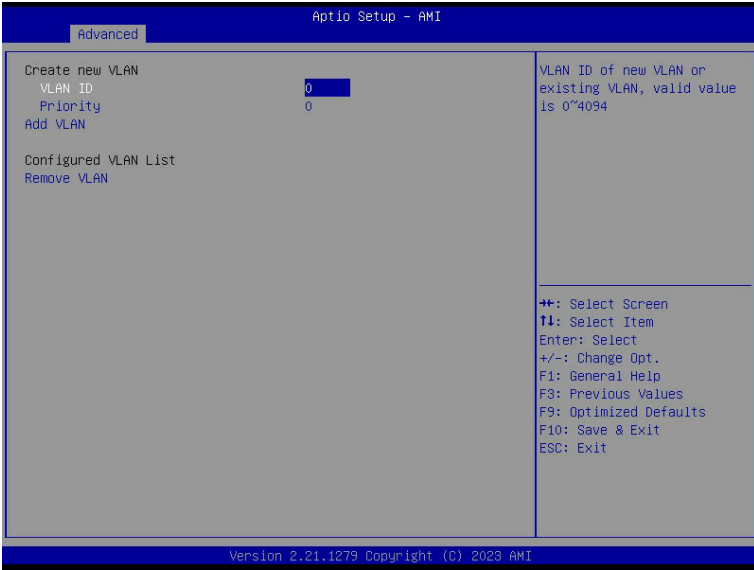 Aptio Setup - AMI
Advanced
Create new VLAN
VLAN ID 0
Priority 0
Add VLAN
Configured VLAN List
Remove VLAN
VLAN ID of new VLAN or
existing VLAN, valid value
is 0~4094
→←: Select Screen
↑↓: Select Item
Enter: Select
+/-: Change Opt.
F1: General Help
F3: Previous Values
F9: Optimized Defaults
F10: Save & Exit
ESC: Exit
Version 2.21.1279 Copyright (C) 2023 AMI